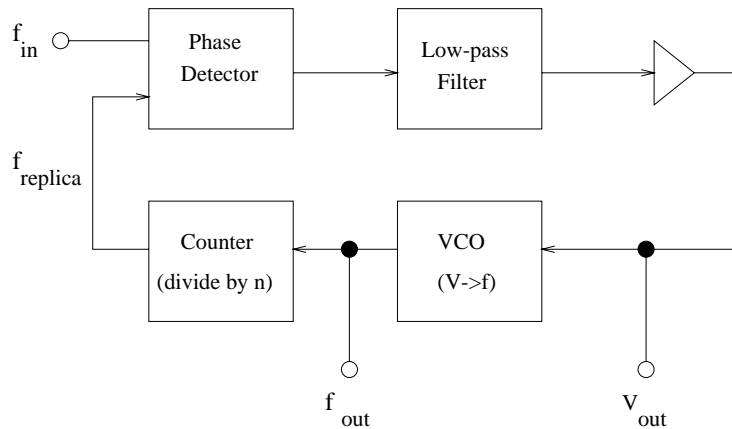 f in
Phase
Detector
Low-pass
Filter
f replica
Counter
(divide by n)
VCO
(V->f)
f out
V out